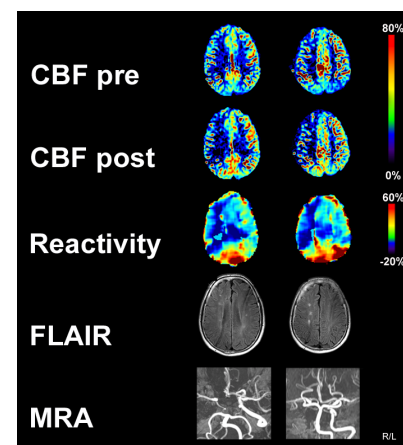 80%
CBF pre
CBF post
0%
60%
Reactivity
-20%
FLAIR
MRA
R/L